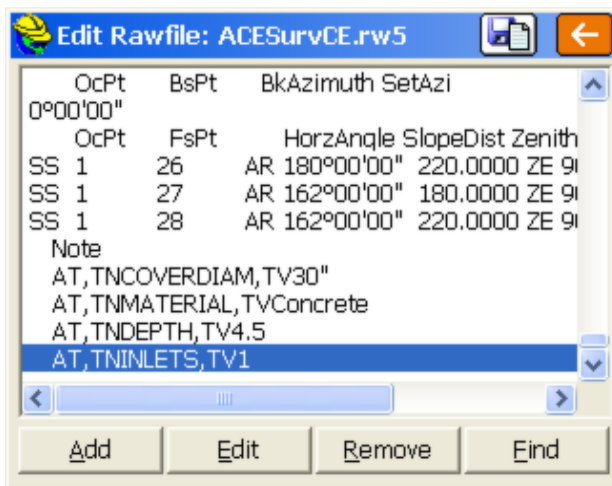 Edit Rawfile: ACESurvCE.rw5
OcPt BsPt BkAzimuth SetAzi
0°00'00"
OcPt FsPt HorzAngle SlopeDist Zenith
SS 1 26 AR 180°00'00" 220.0000 ZE 9
SS 1 27 AR 162°00'00" 180.0000 ZE 9
SS 1 28 AR 162°00'00" 220.0000 ZE 9
Note
AT,TNCOVERDIAM,TV30"
AT,TNMATERIAL,TVConcrete
AT,TNDEPTH,TV4.5
AT,TNINLETS,TV1
Add Edit Remove Find